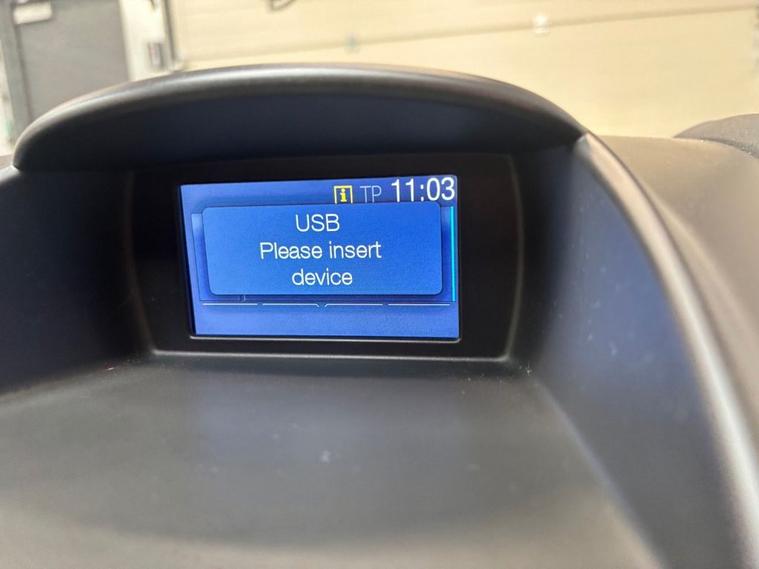 i TP 11:03
USB
Please insert
device